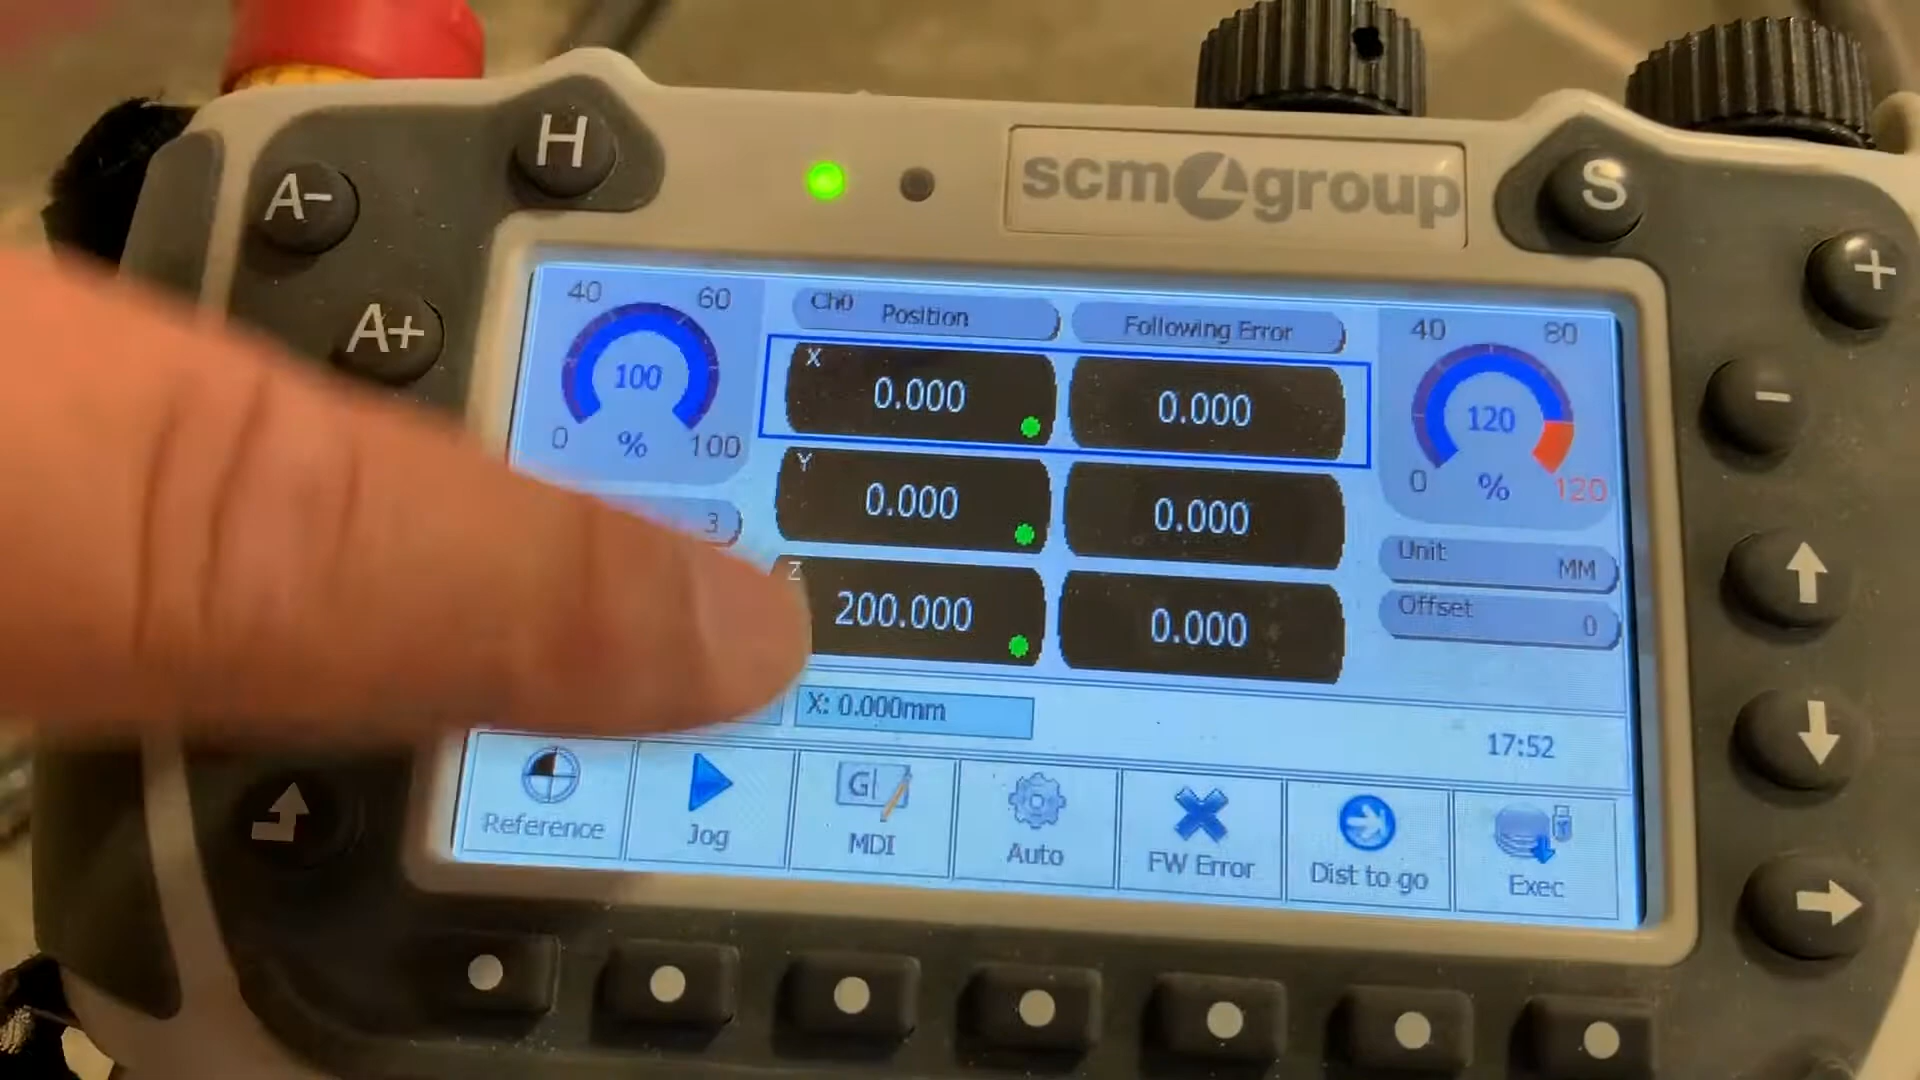 H
A-
A+
scm group
S
+
-
40 60
100
0 % 100
Ch0 Position
Following Error
X
0.000
0.000
Y
0.000
0.000
Z
200.000
0.000
40 80
120
0 % 120
3
Unit
MM
Offset
0
X: 0.000mm
17:52
Reference
Jog
G
MDI
Auto
FW Error
Dist to go
Exec